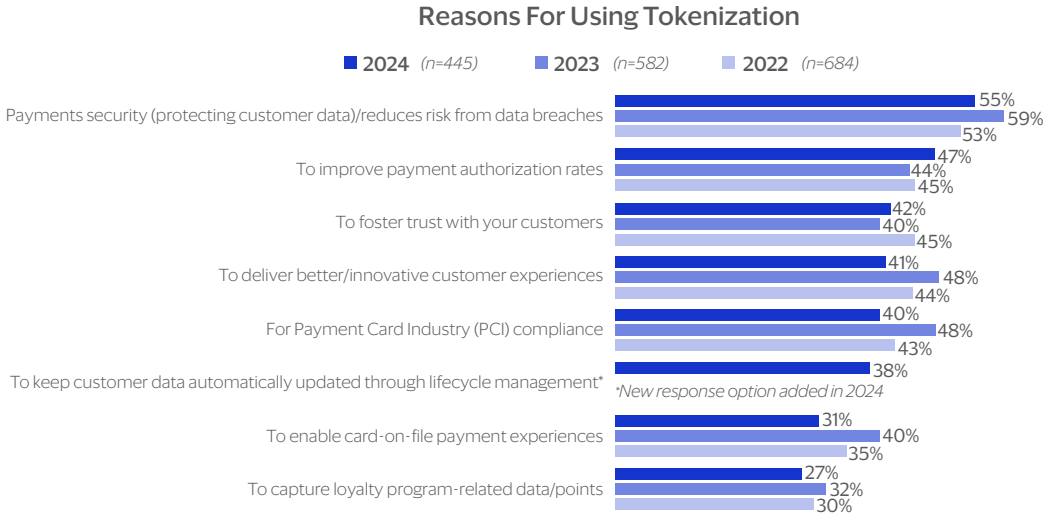 Reasons For Using Tokenization
2024 (n=445) 2023 (n=582) 2022 (n=684)
Payments security (protecting customer data)/reduces risk from data breaches
55%
59%
53%
To improve payment authorization rates
47%
44%
45%
To foster trust with your customers
42%
40%
45%
To deliver better/innovative customer experiences
41%
48%
44%
For Payment Card Industry (PCI) compliance
40%
48%
43%
To keep customer data automatically updated through lifecycle management*
38%
*New response option added in 2024
To enable card-on-file payment experiences
31%
40%
35%
To capture loyalty program-related data/points
27%
32%
30%